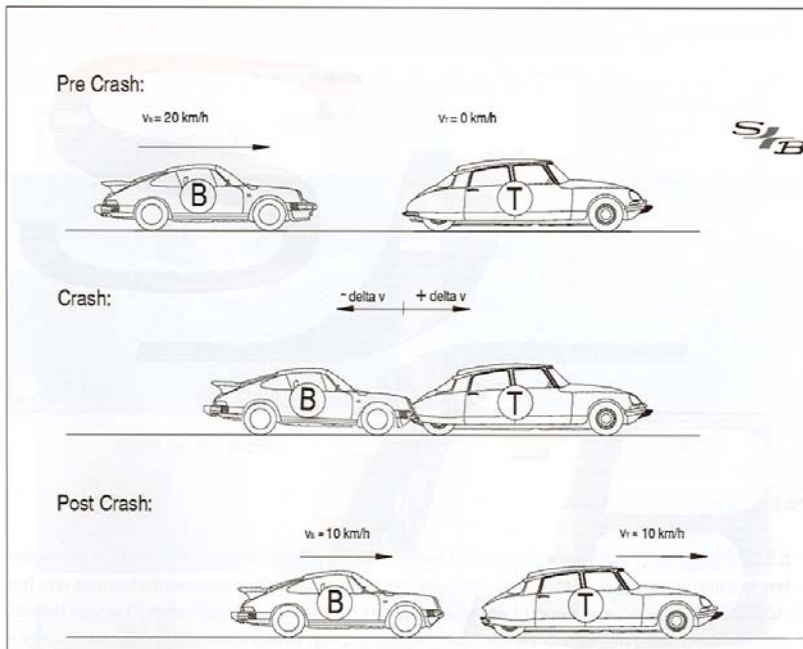 Pre Crash:
vB = 20 km/h
vT = 0 km/h
S B
B
T
Crash:
- delta v
+ delta v
B
T
Post Crash:
vB = 10 km/h
vT = 10 km/h
B
T